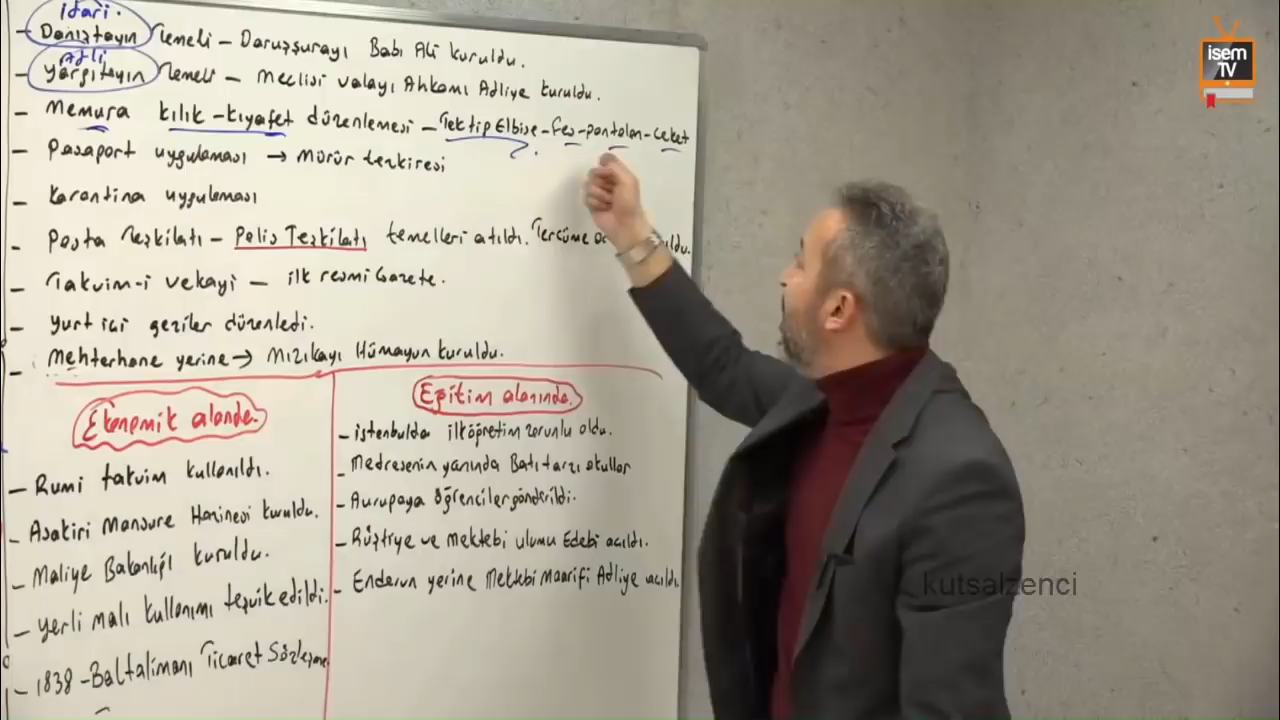 idari.
- Danıştayın Temeli - Daruşşurayı Babı Ali kuruldu.
adli
- Yargıtayın Temeli - Meclisi valayı Ahkamı Adliye kuruldu.
- Memura kılık-kıyafet düzenlemesi - Tek tip Elbise - Fes - pantolon - ceket
- Pasaport uygulaması → Mürür tezkiresi
- Karantina uygulaması
- Posta Teşkilatı - Polis Teşkilatı temelleri atıldı. Tercüme
- Takvim-i vekayi - ilk resmi Gazete.
- Yurt içi geziler düzenledi.
- Mehterhane yerine → Mızıkayı Hümayun kuruldu.
Ekonomik alanda.
- Rumi takvim kullanıldı.
- Asakiri Mansure Hazinesi kuruldu.
- Maliye Bakanlığı kuruldu.
- Yerli malı kullanımı teşvik edildi.
- 1838 - Baltalimanı Ticaret Sözleşme
Eğitim alanında.
- İstanbulda ilköğretim zorunlu oldu.
- Medresenin yanında Batı tarzı okullar
- Avrupaya öğrenciler gönderildi.
- Rüştiye ve mektebi ulumu Edebi açıldı.
- Enderun yerine Mektebi Maarifi Adliye açıldı.
isem
TV
kutsalzenci